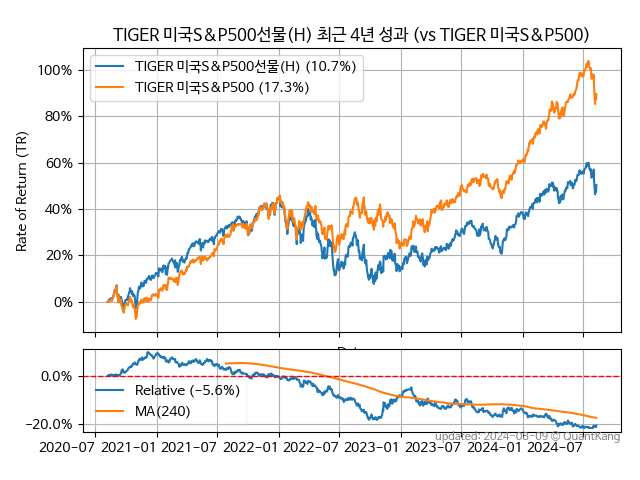 TIGER 미국S&P500선물(H) 최근 4년 성과 (vs TIGER 미국S&P500)
Rate of Return (TR)
100%
80%
60%
40%
20%
0%
TIGER 미국S&P500선물(H) (10.7%)
TIGER 미국S&P500 (17.3%)
0.0%
−20.0%
Relative (−5.6%)
MA(240)
2020-07 2021-01 2021-07 2022-01 2022-07 2023-01 2023-07 2024-01 2024-07
updated: 2024-08-09 © QuantKang